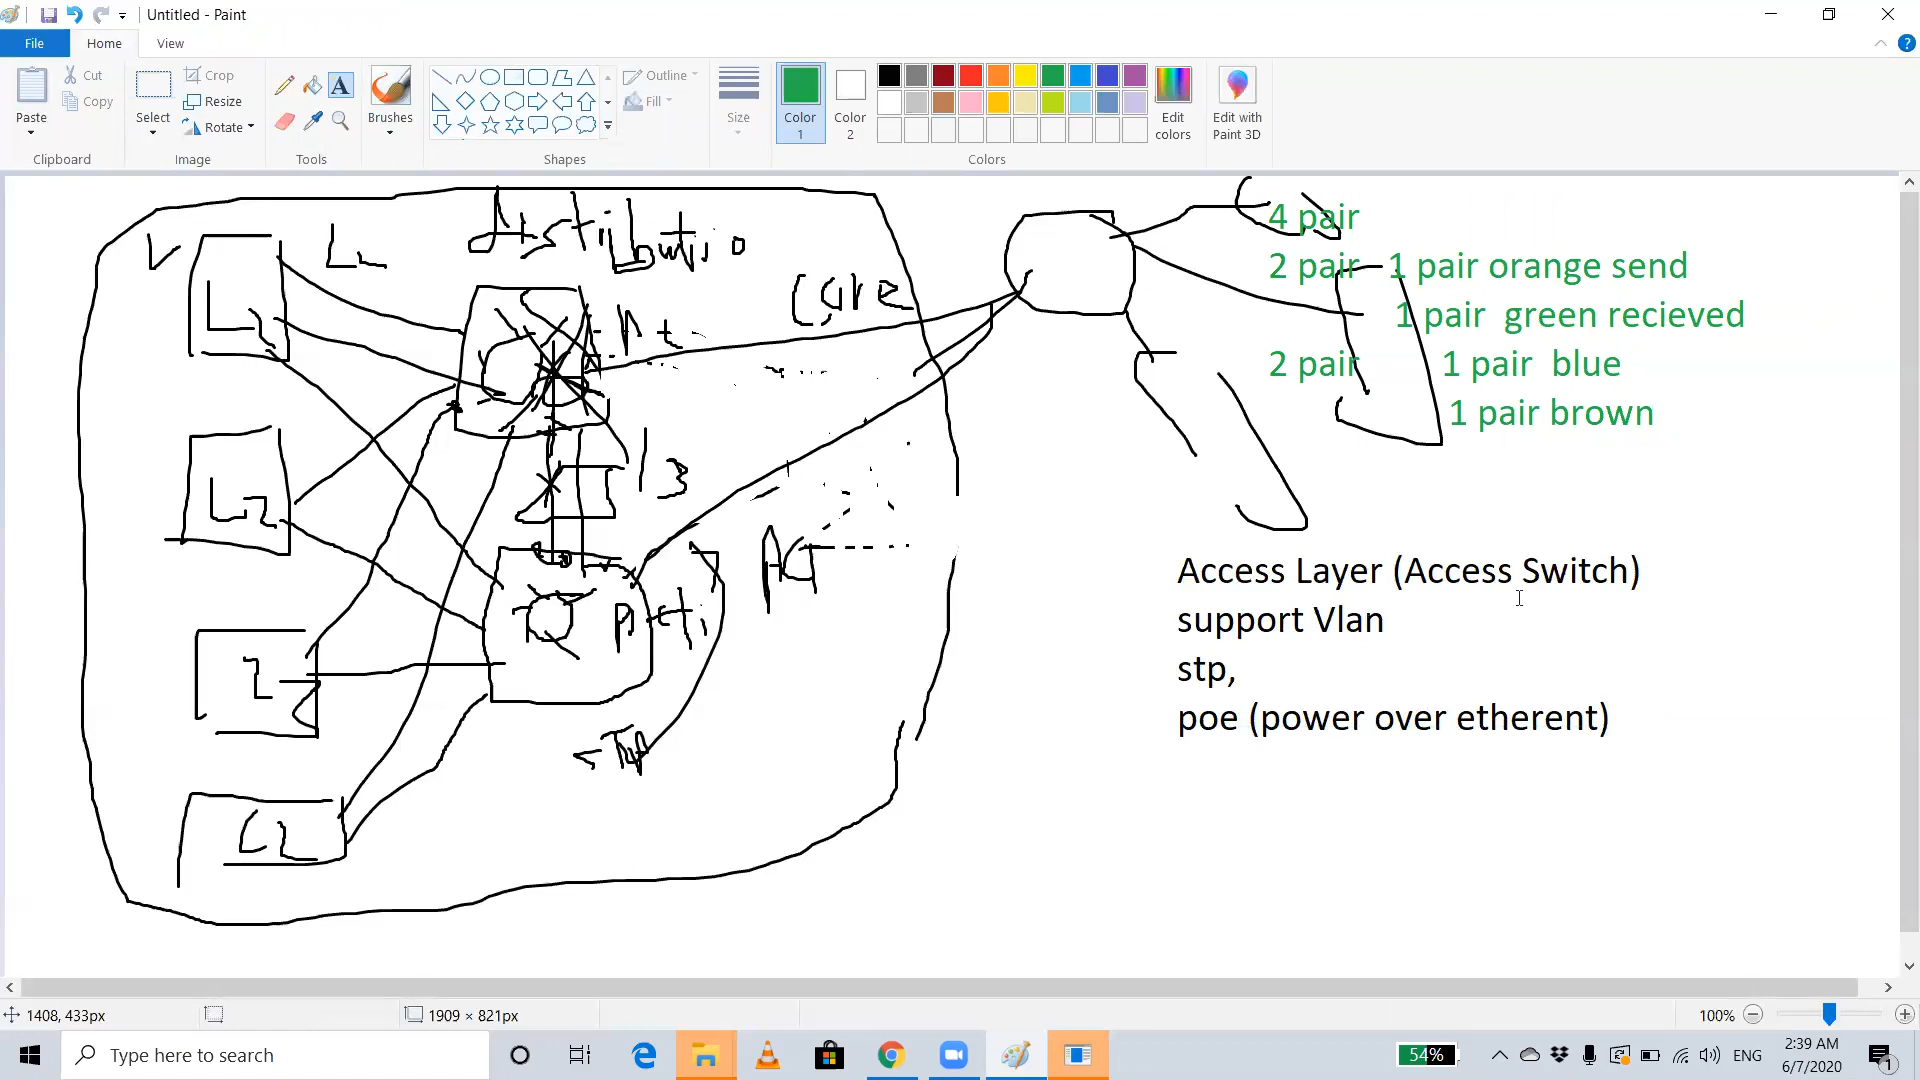 Untitled - Paint
File
Home
View
Paste
Cut
Copy
Clipboard
Select
Crop
Resize
Rotate
Image
Tools
Brushes
Shapes
Outline
Fill
Size
Color 1
Color 2
Edit colors
Colors
Edit with Paint 3D
L2
L2
Core
L3
4 pair
2 pair 1 pair orange send
1 pair green recieved
2 pair 1 pair blue
1 pair brown
Access Layer (Access Switch)
support Vlan
stp,
poe (power over etherent)
1408, 433px
1909 × 821px
100%
Type here to search
54%
ENG
2:39 AM
6/7/2020
1